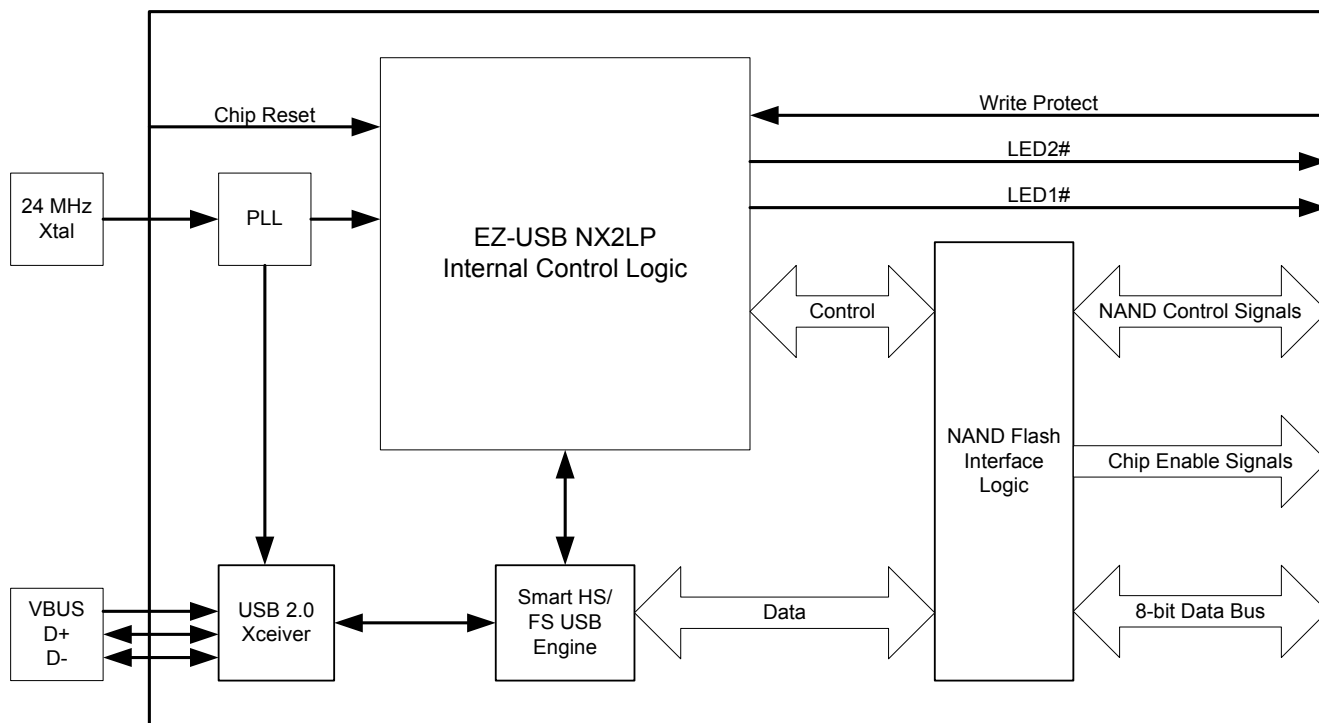 Chip Reset
Write Protect
LED2#
LED1#
24 MHz
Xtal
PLL
EZ-USB NX2LP
Internal Control Logic
Control
NAND Control Signals
NAND Flash
Interface
Logic
Chip Enable Signals
VBUS
D+
D-
USB 2.0
Xceiver
Smart HS/
FS USB
Engine
Data
8-bit Data Bus